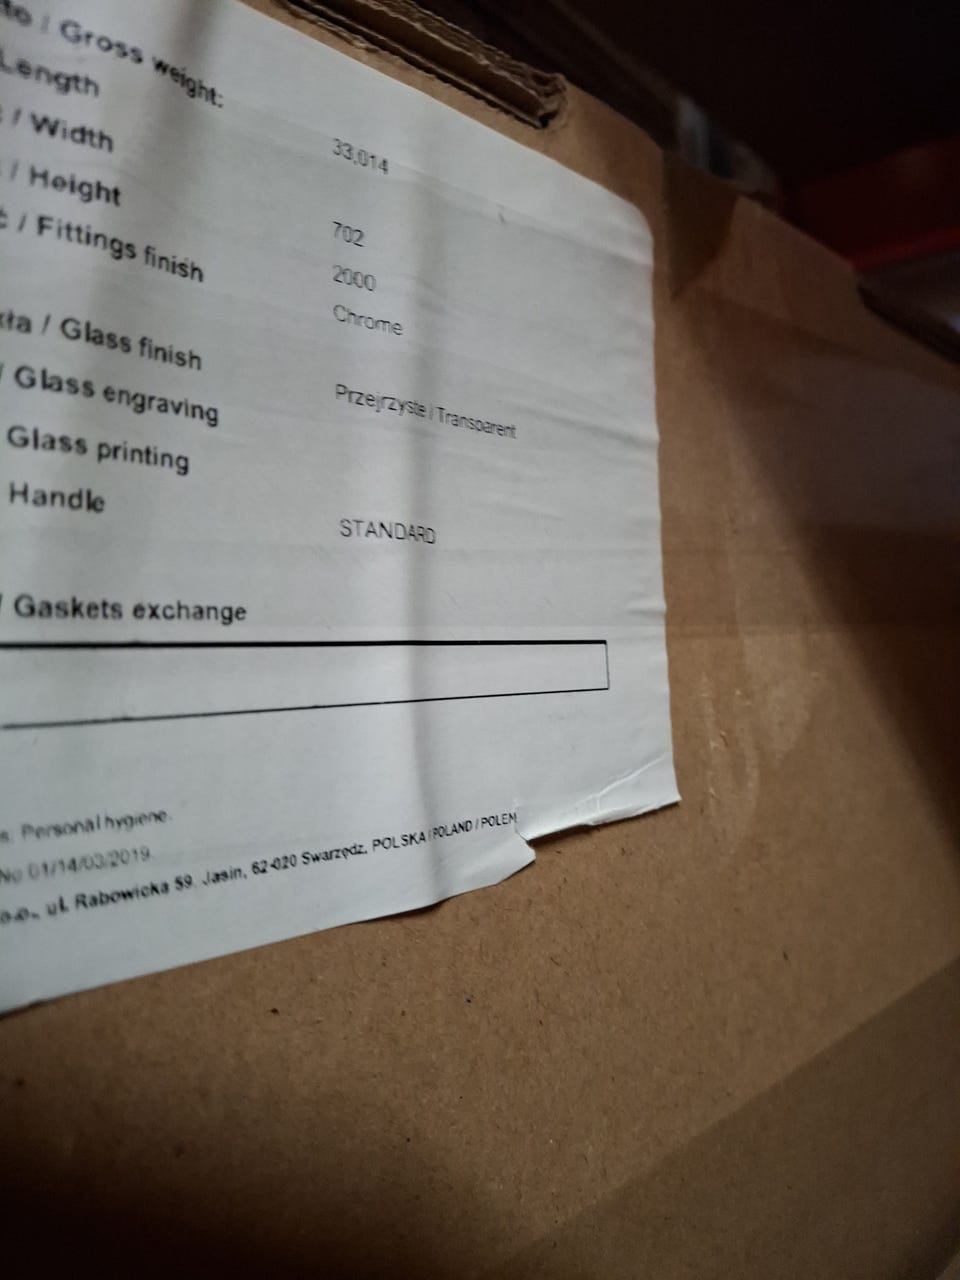 / Gross weight: 33,014
Length
/ Width 702
/ Height 2000
/ Fittings finish Chrome
/ Glass finish Przejrzyste / Transparent
/ Glass engraving
Glass printing
Handle STANDARD
/ Gaskets exchange
Personal hygiene.
No 01/14/03/2019
o.o., ul. Rabowicka 59, Jasin, 62-020 Swarzędz, POLSKA / POLAND / POLEN